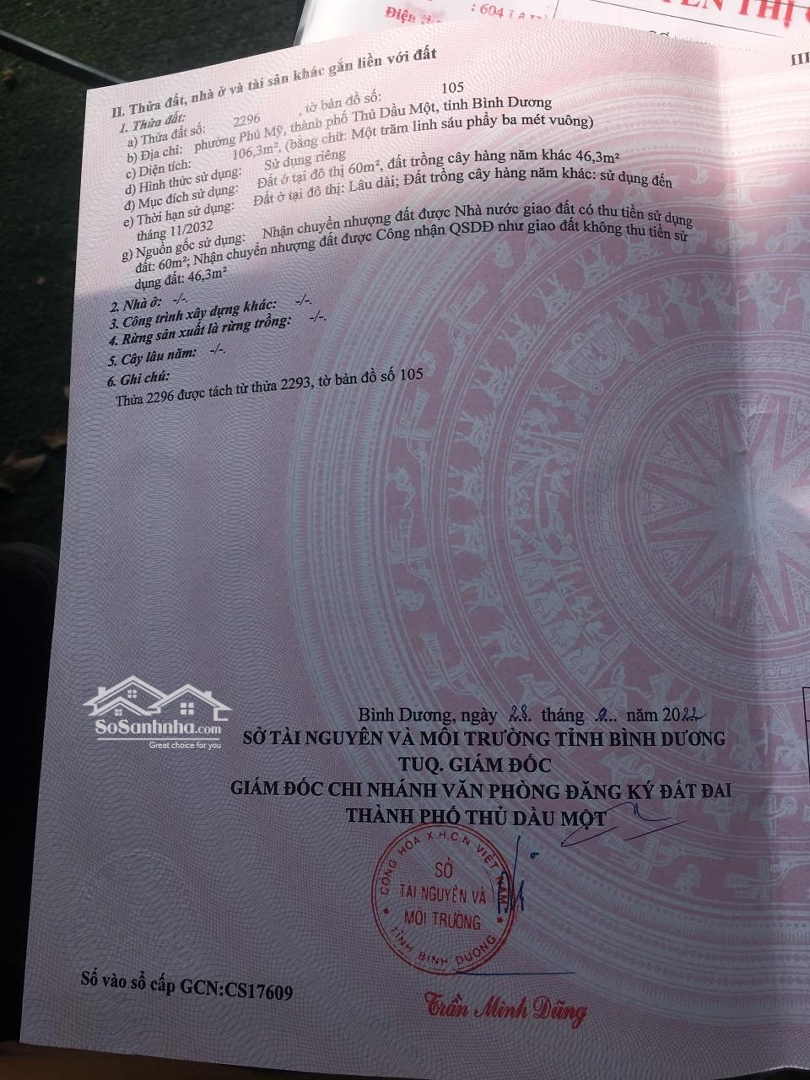 Điện
: 604
N THỊ
III
II. Thửa đất, nhà ở và tài sản khác gắn liền với đất
1. Thửa đất:
a) Thửa đất số: 2296 , tờ bản đồ số: 105
b) Địa chỉ: phường Phú Mỹ, thành phố Thủ Dầu Một, tỉnh Bình Dương
c) Diện tích: 106,3m², (bằng chữ: Một trăm linh sáu phẩy ba mét vuông)
d) Hình thức sử dụng: Sử dụng riêng
đ) Mục đích sử dụng: Đất ở tại đô thị 60m², đất trồng cây hàng năm khác 46,3m²
e) Thời hạn sử dụng: Đất ở tại đô thị: Lâu dài; Đất trồng cây hàng năm khác: sử dụng đến
tháng 11/2032
g) Nguồn gốc sử dụng: Nhận chuyển nhượng đất được Nhà nước giao đất có thu tiền sử dụng
đất: 60m²; Nhận chuyển nhượng đất được Công nhận QSDĐ như giao đất không thu tiền sử
dụng đất: 46,3m²
2. Nhà ở: -/-.
3. Công trình xây dựng khác: -/-.
4. Rừng sản xuất là rừng trồng: -/-.
5. Cây lâu năm: -/-.
6. Ghi chú:
Thửa 2296 được tách từ thửa 2293, tờ bản đồ số 105
SoSanhnha.com
Great choice for you
Bình Dương, ngày 28 tháng ... năm 2022
SỞ TÀI NGUYÊN VÀ MÔI TRƯỜNG TỈNH BÌNH DƯƠNG
TUQ. GIÁM ĐỐC
GIÁM ĐỐC CHI NHÁNH VĂN PHÒNG ĐĂNG KÝ ĐẤT ĐAI
THÀNH PHỐ THỦ DẦU MỘT
CỘNG HÒA X.H.C.N VIỆT NAM
SỞ
TÀI NGUYÊN VÀ
MÔI TRƯỜNG
TỈNH BÌNH DƯƠNG
Số vào sổ cấp GCN:CS17609
Trần Minh Dũng